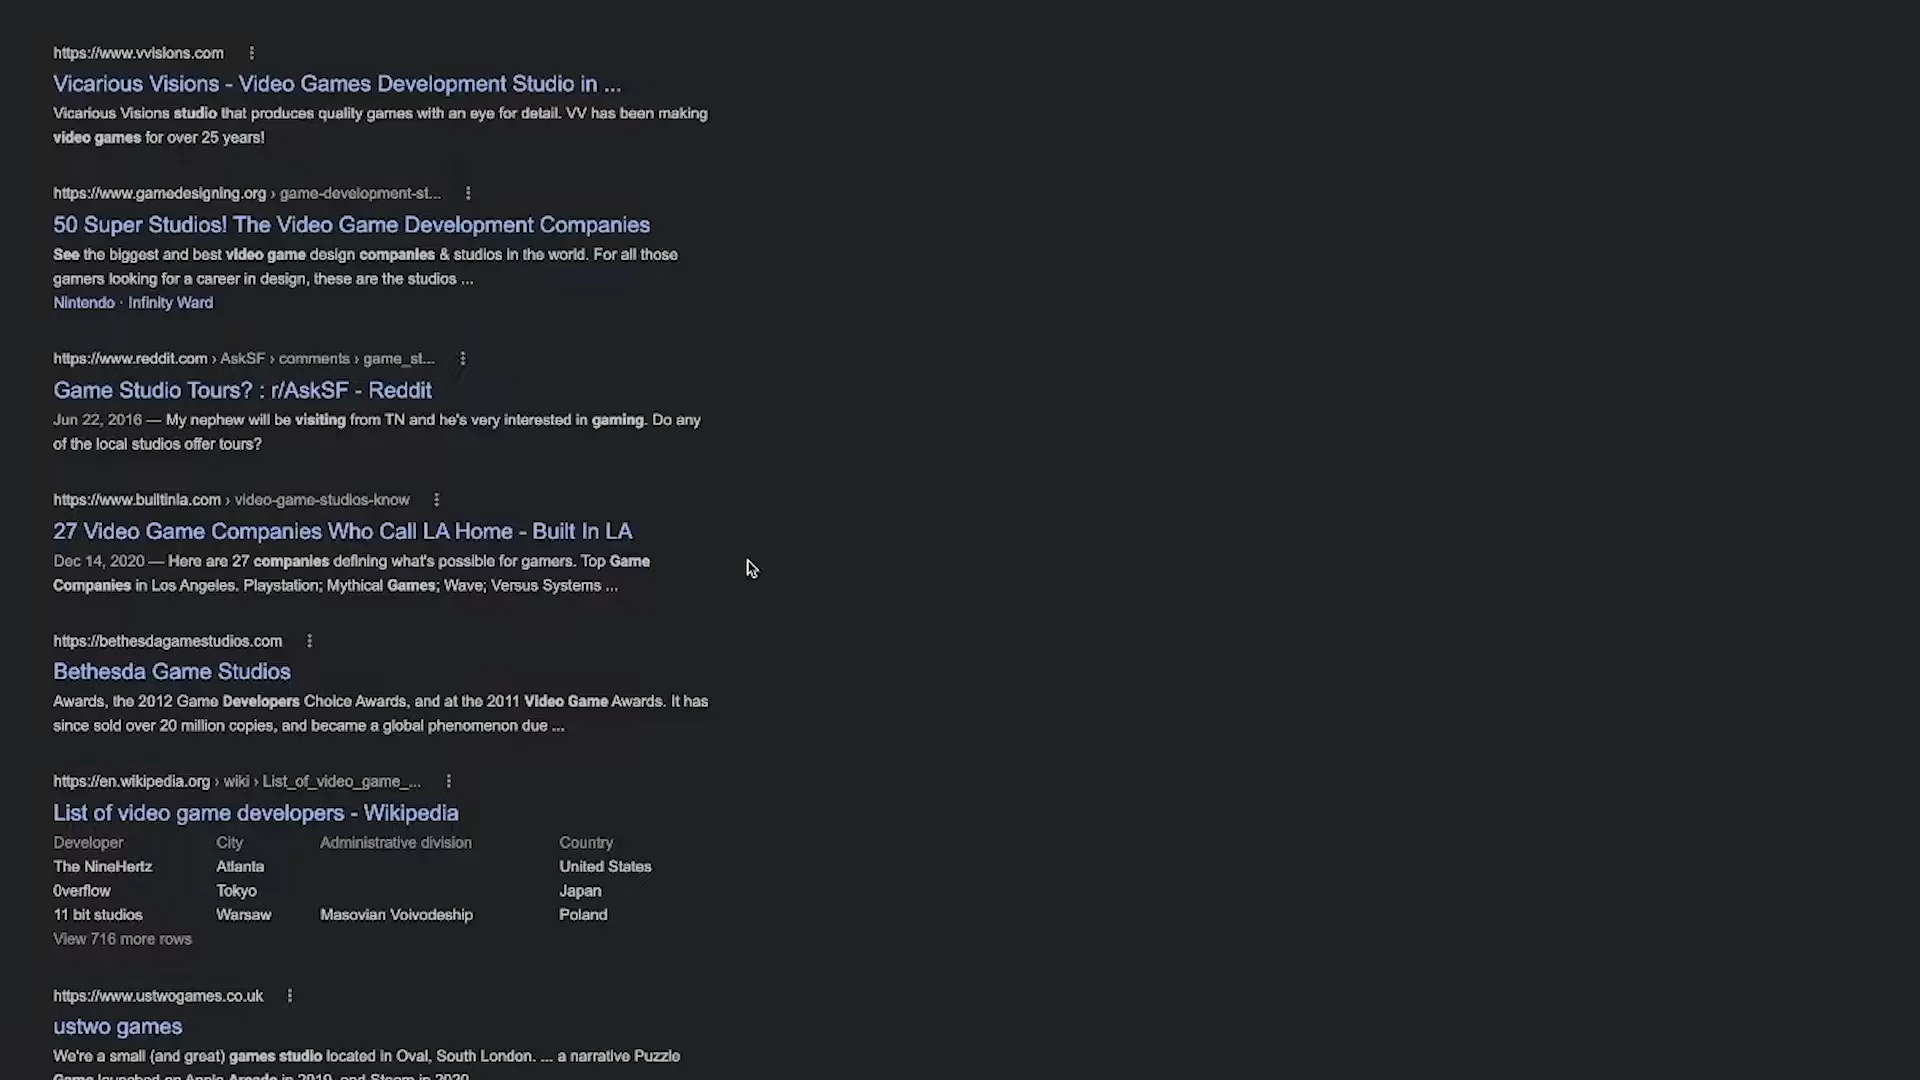 https://www.vvisions.com
Vicarious Visions - Video Games Development Studio in ...
Vicarious Visions studio that produces quality games with an eye for detail. VV has been making
video games for over 25 years!
https://www.gamedesigning.org › game-development-st...
50 Super Studios! The Video Game Development Companies
See the biggest and best video game design companies & studios in the world. For all those
gamers looking for a career in design, these are the studios ...
Nintendo · Infinity Ward
https://www.reddit.com › AskSF › comments › game_st...
Game Studio Tours? : r/AskSF - Reddit
Jun 22, 2016 — My nephew will be visiting from TN and he's very interested in gaming. Do any
of the local studios offer tours?
https://www.builtinla.com › video-game-studios-know
27 Video Game Companies Who Call LA Home - Built In LA
Dec 14, 2020 — Here are 27 companies defining what's possible for gamers. Top Game
Companies in Los Angeles. Playstation; Mythical Games; Wave; Versus Systems ...
https://bethesdagamestudios.com
Bethesda Game Studios
Awards, the 2012 Game Developers Choice Awards, and at the 2011 Video Game Awards. It has
since sold over 20 million copies, and became a global phenomenon due ...
https://en.wikipedia.org › wiki › List_of_video_game_...
List of video game developers - Wikipedia
Developer City Administrative division Country
The NineHertz Atlanta United States
0verflow Tokyo Japan
11 bit studios Warsaw Masovian Voivodeship Poland
View 716 more rows
https://www.ustwogames.co.uk
ustwo games
We're a small (and great) games studio located in Oval, South London. ... a narrative Puzzle
Game launched on Apple Arcade in 2019, and Steam in 2020.